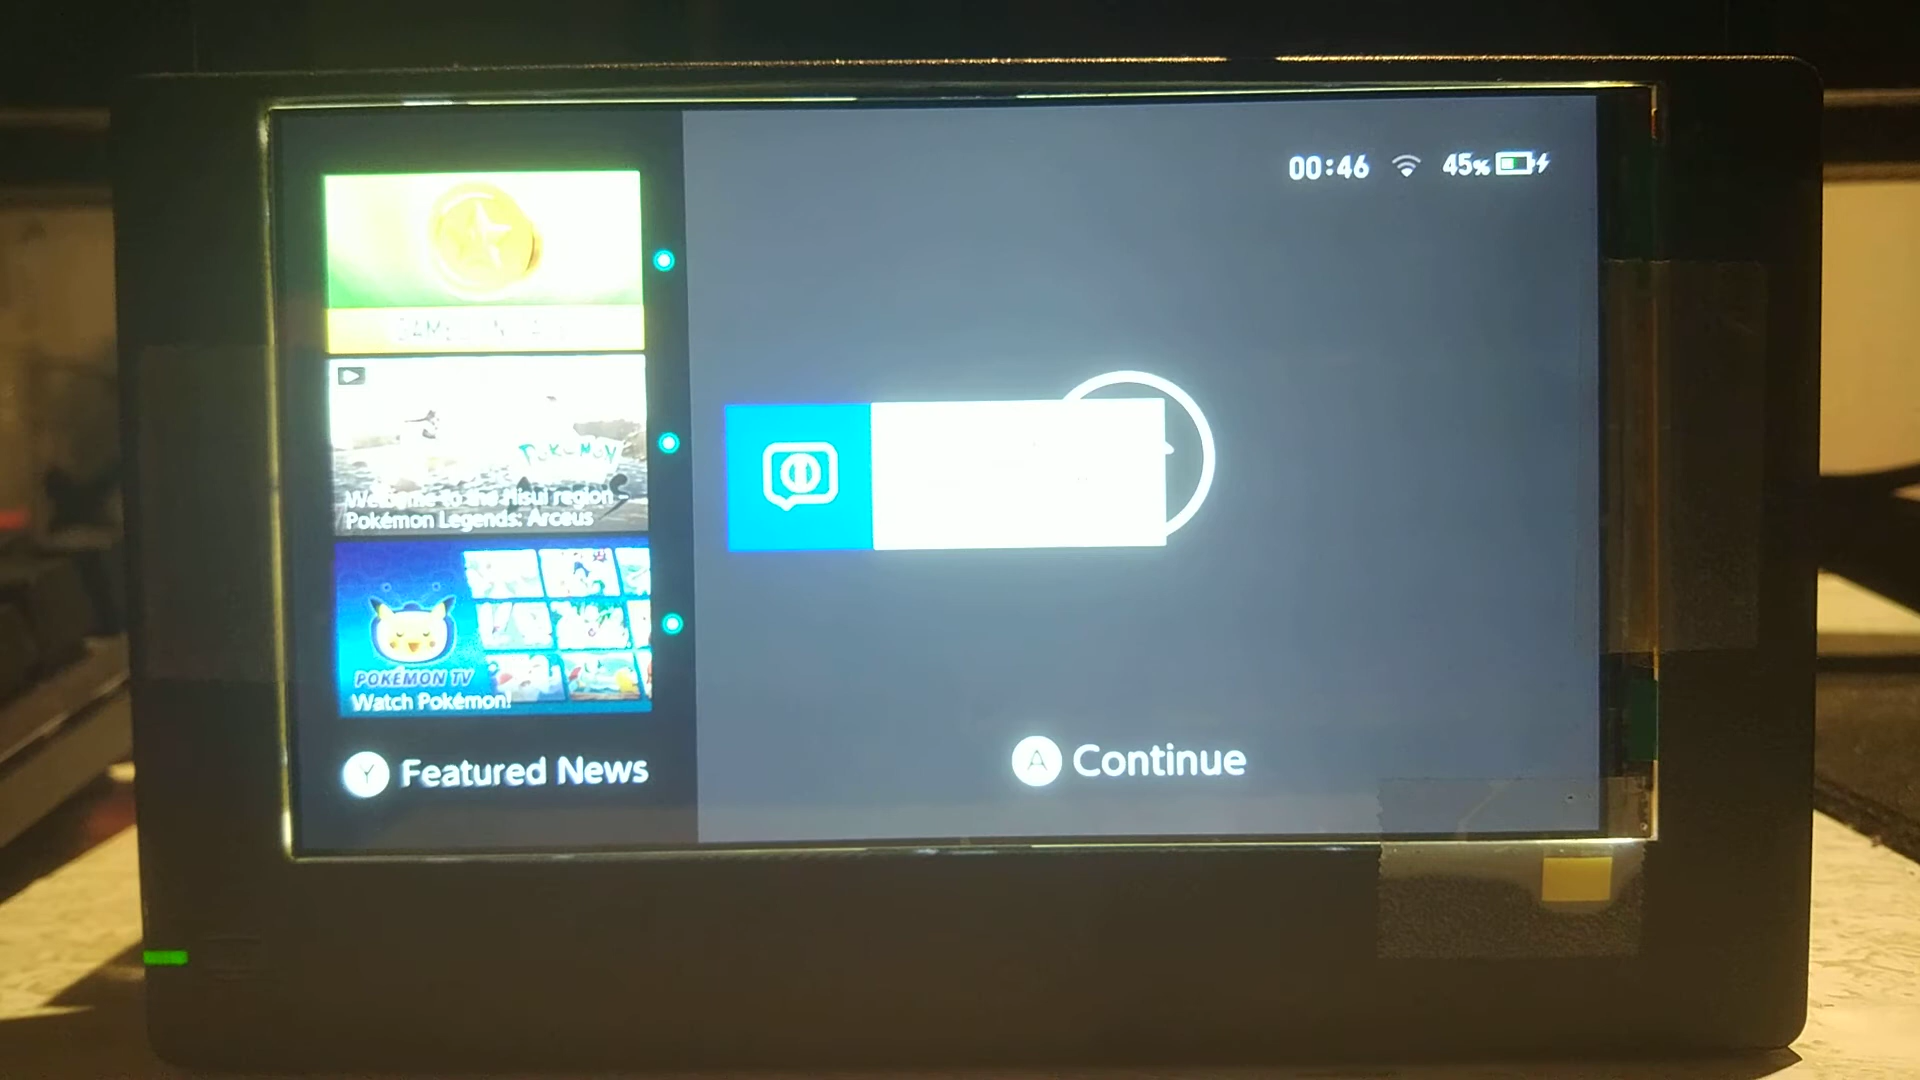 00:46 45%
Welcome to the Hisui region -
Pokémon Legends: Arceus
POKÉMON TV
Watch Pokémon!
Y Featured News
A Continue